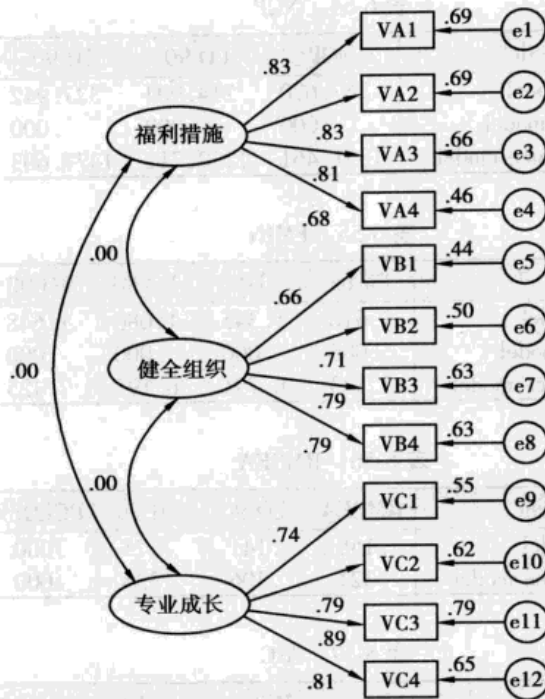 .69
VA1
e1
.83
.69
VA2
e2
福利措施
.83
.66
VA3
e3
.81
.46
VA4
e4
.68
.00
.44
VB1
e5
.66
.50
VB2
e6
.00
健全组织
.71
.63
VB3
e7
.79
.63
VB4
e8
.79
.00
.55
VC1
e9
.74
.62
VC2
e10
专业成长
.79
.79
VC3
e11
.89
.65
VC4
e12
.81